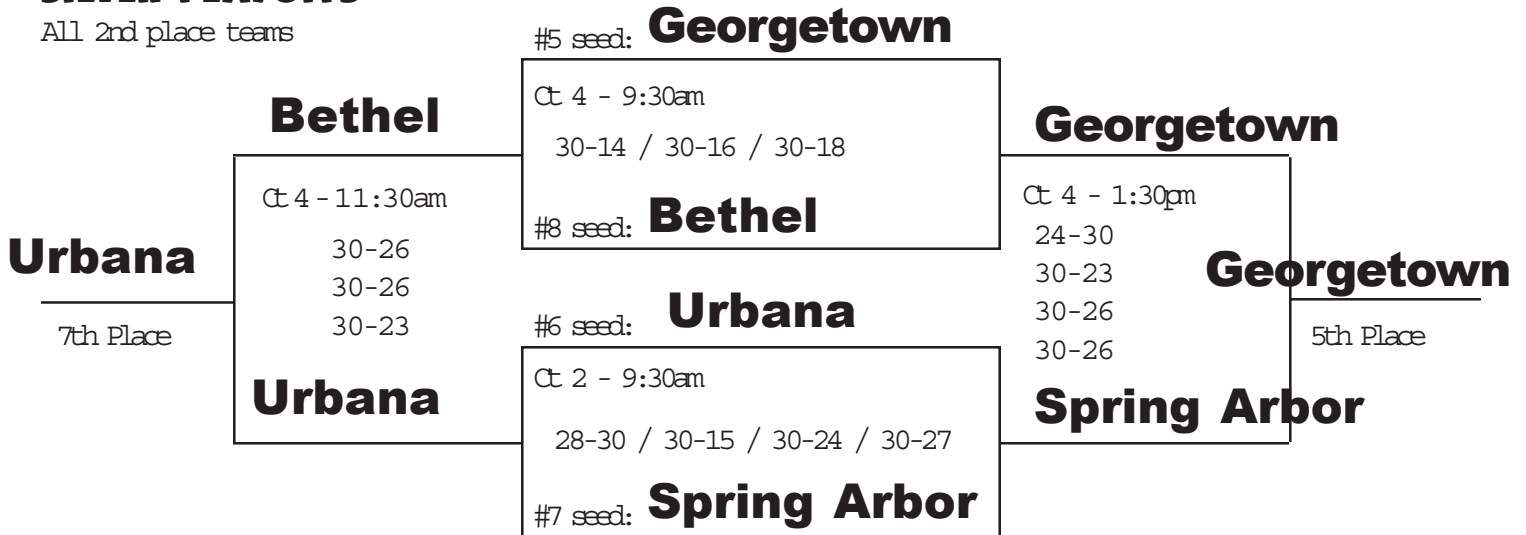 All 2nd place teams
#5 seed: Georgetown
Ct 4 - 9:30am
30-14 / 30-16 / 30-18
#8 seed: Bethel
Bethel
Ct 4 - 11:30am
30-26
30-26
30-23
Urbana
Urbana
7th Place
#6 seed: Urbana
Ct 2 - 9:30am
28-30 / 30-15 / 30-24 / 30-27
#7 seed: Spring Arbor
Georgetown
Ct 4 - 1:30pm
24-30
30-23
30-26
30-26
Spring Arbor
Georgetown
5th Place